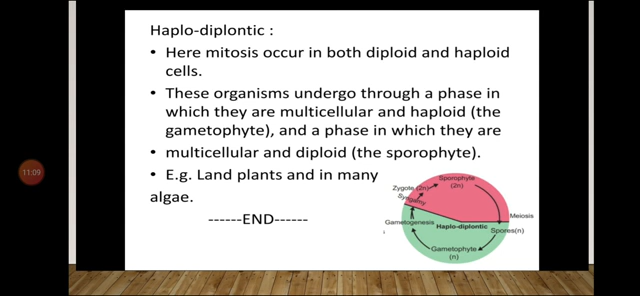 Haplo-diplontic :
• Here mitosis occur in both diploid and haploid
cells.
• These organisms undergo through a phase in
which they are multicellular and haploid (the
gametophyte), and a phase in which they are
• multicellular and diploid (the sporophyte).
• E.g. Land plants and in many
algae.
------END------
11:09
Sporophyte
(2n)
Zygote (2n)
Syngamy
Meiosis
Gametogenesis
Haplo-diplontic
Spores(n)
Gametophyte
(n)